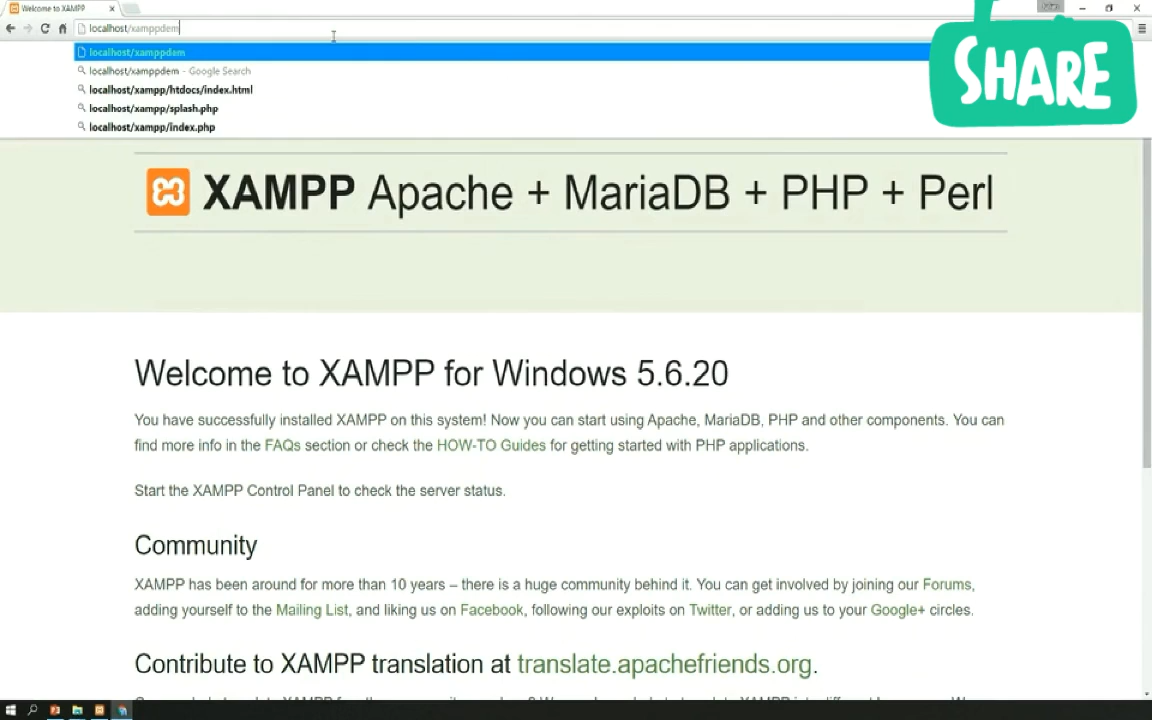 Welcome to XAMPP
localhost/xamppdem
localhost/xamppdem
localhost/xamppdem - Google Search
localhost/xampp/htdocs/index.html
localhost/xampp/splash.php
localhost/xampp/index.php
SHARE
XAMPP Apache + MariaDB + PHP + Perl
Welcome to XAMPP for Windows 5.6.20
You have successfully installed XAMPP on this system! Now you can start using Apache, MariaDB, PHP and other components. You can
find more info in the FAQs section or check the HOW-TO Guides for getting started with PHP applications.
Start the XAMPP Control Panel to check the server status.
Community
XAMPP has been around for more than 10 years – there is a huge community behind it. You can get involved by joining our Forums,
adding yourself to the Mailing List, and liking us on Facebook, following our exploits on Twitter, or adding us to your Google+ circles.
Contribute to XAMPP translation at translate.apachefriends.org.